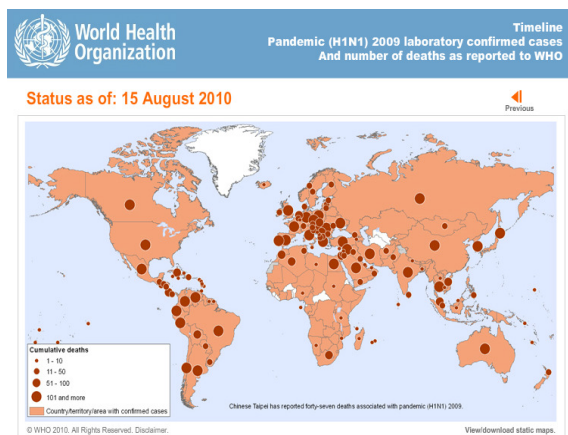 World Health
Organization
Timeline
Pandemic (H1N1) 2009 laboratory confirmed cases
And number of deaths as reported to WHO
Status as of: 15 August 2010
Previous
Cumulative deaths
1 - 10
11 - 50
51 - 100
101 and more
Country/territory/area with confirmed cases
Chinese Taipei has reported forty-seven deaths associated with pandemic (H1N1) 2009.
© WHO 2010. All Rights Reserved. Disclaimer.
View/download static maps.